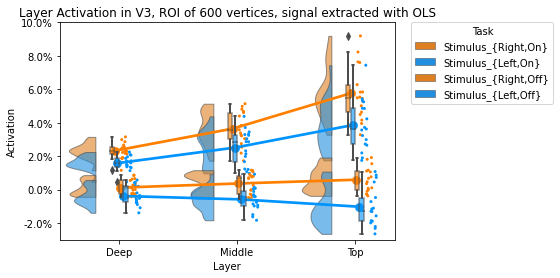 Layer Activation in V3, ROI of 600 vertices, signal extracted with OLS
10.0%
8.0%
6.0%
4.0%
2.0%
0.0%
-2.0%
Activation
Deep
Middle
Top
Layer
Task
Stimulus_{Right,On}
Stimulus_{Left,On}
Stimulus_{Right,Off}
Stimulus_{Left,Off}